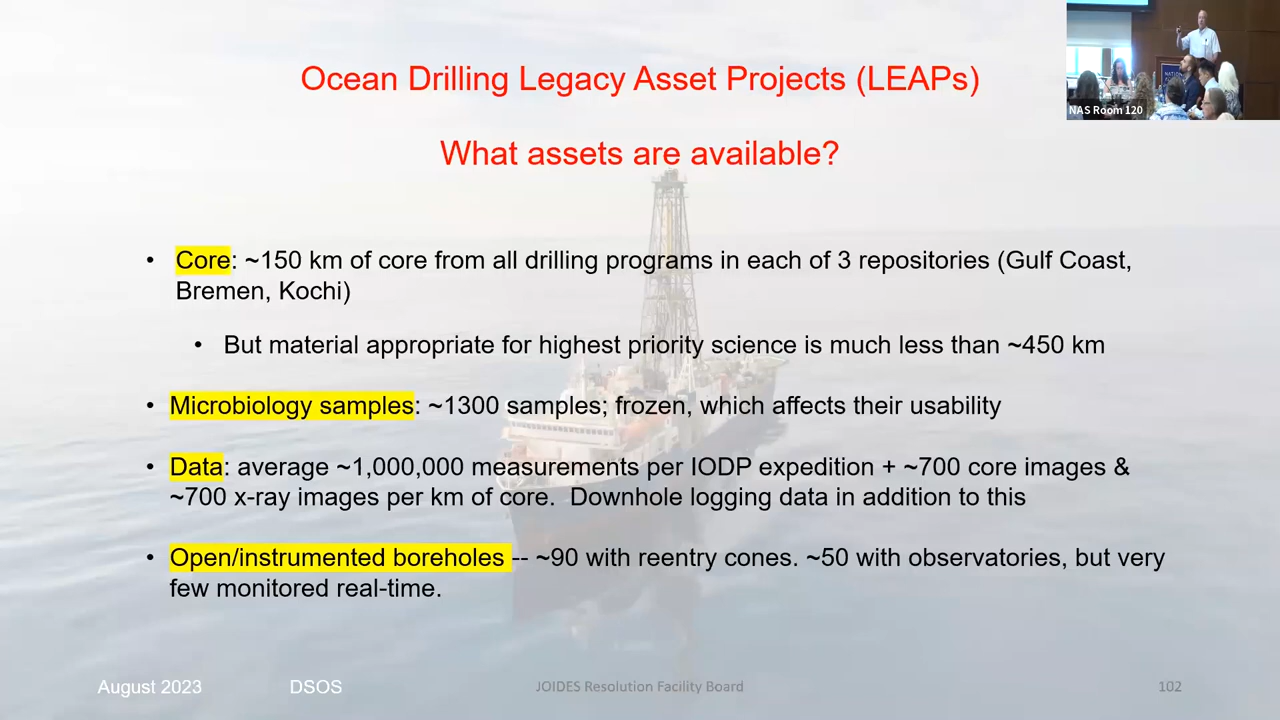 Ocean Drilling Legacy Asset Projects (LEAPs)
NAS Room 120
What assets are available?
• Core: ~150 km of core from all drilling programs in each of 3 repositories (Gulf Coast,
Bremen, Kochi)
• But material appropriate for highest priority science is much less than ~450 km
• Microbiology samples: ~1300 samples; frozen, which affects their usability
• Data: average ~1,000,000 measurements per IODP expedition + ~700 core images &
~700 x-ray images per km of core. Downhole logging data in addition to this
• Open/instrumented boreholes -- ~90 with reentry cones. ~50 with observatories, but very
few monitored real-time.
August 2023 DSOS JOIDES Resolution Facility Board 102